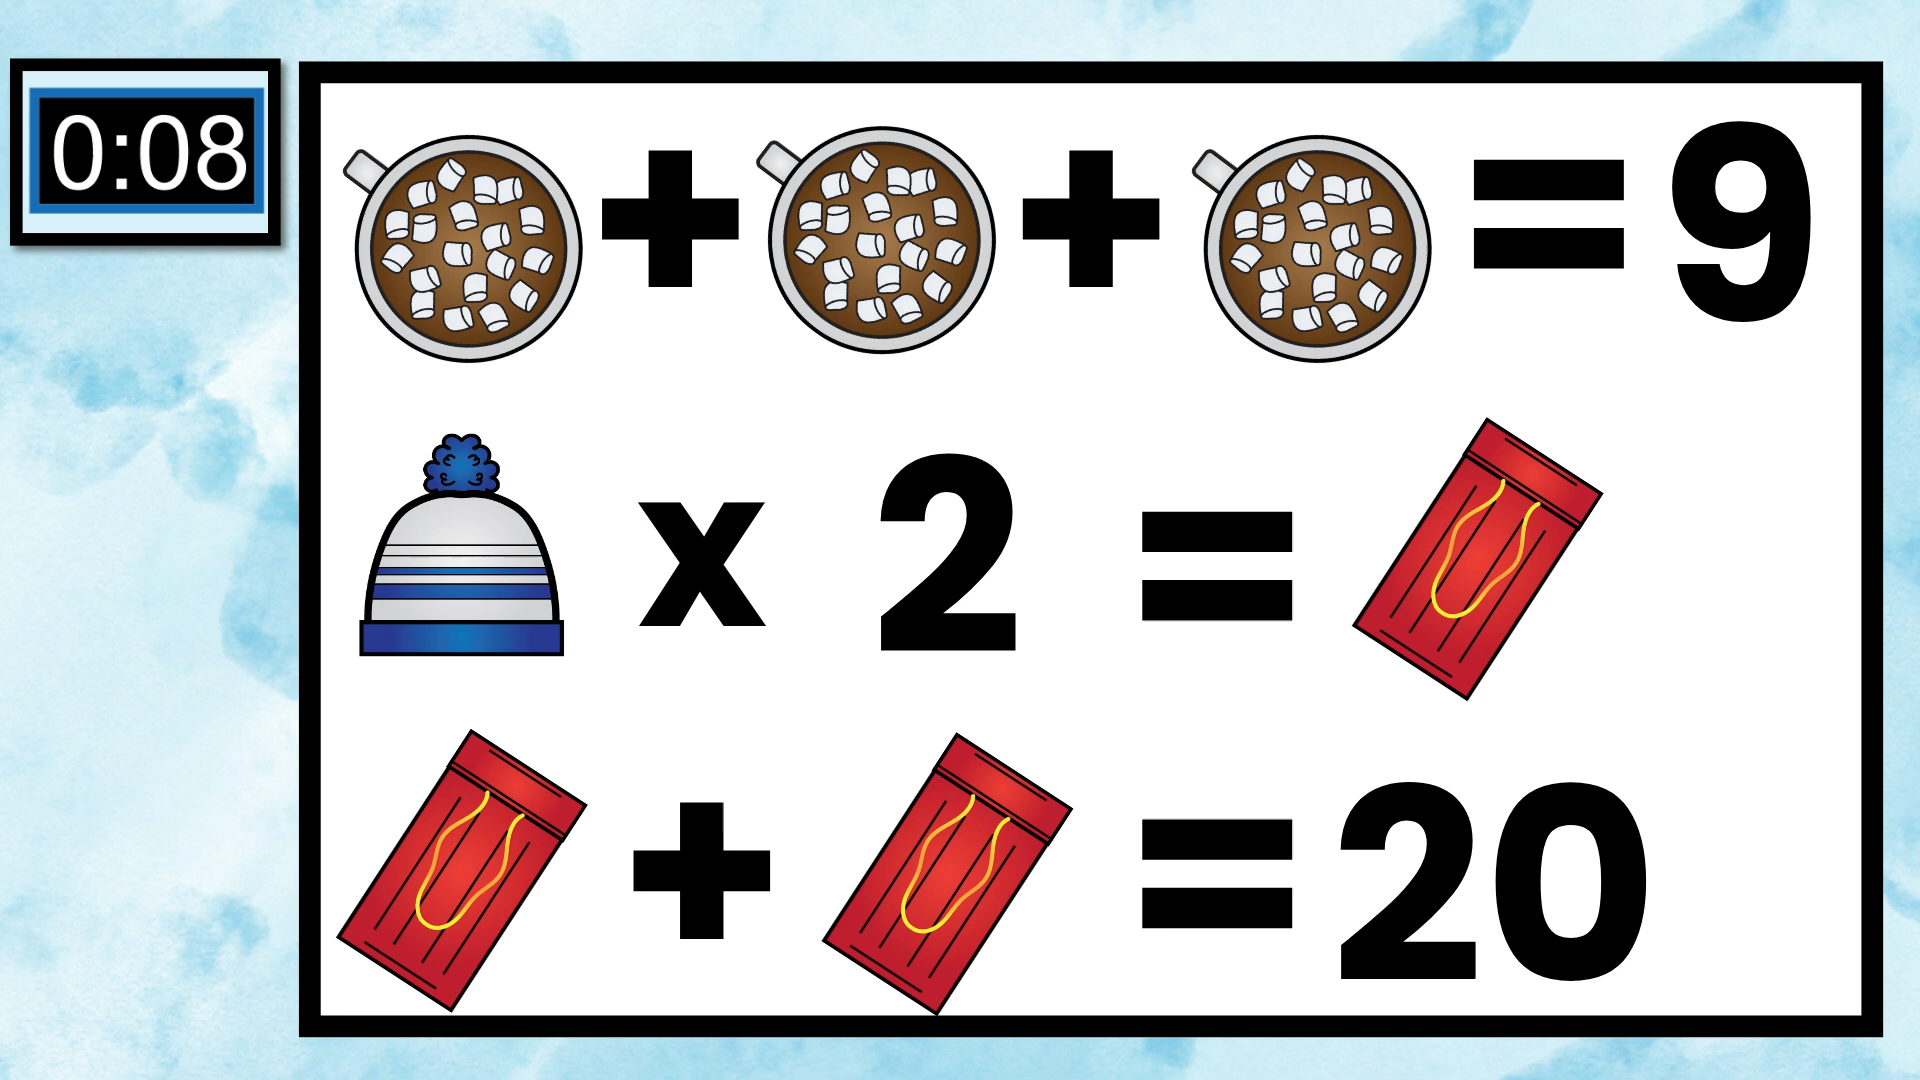 0:08
+ + = 9
x 2 =
+ = 20